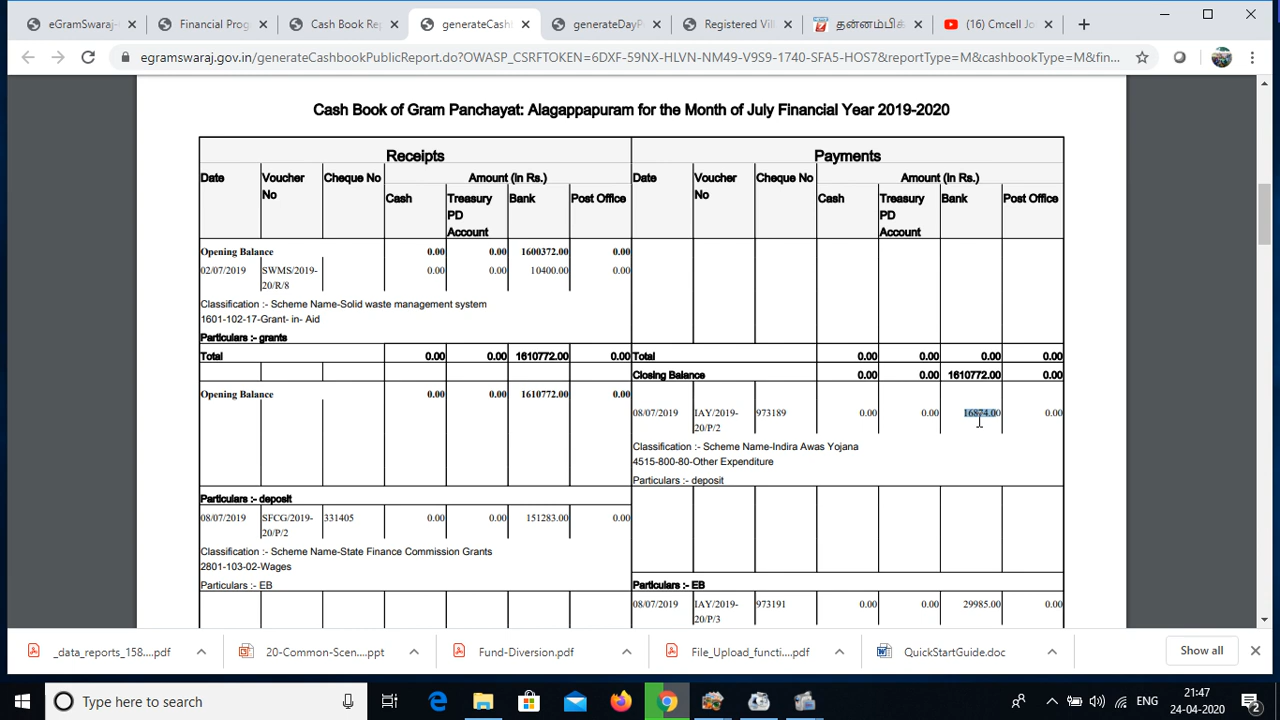 eGramSwaraj-
Financial Prog
Cash Book Re
generateCash
generateDayP
Registered Vill
தன்னம்பிக்
(16) Cmcell Jo
egramswaraj.gov.in/generateCashbookPublicReport.do?OWASP_CSRFTOKEN=6DXF-59NX-HLVN-NM49-V9S9-1740-SFA5-HOS7&reportType=M&cashbookType=M&fin...
Cash Book of Gram Panchayat: Alagappapuram for the Month of July Financial Year 2019-2020
Receipts Payments
Date Voucher No Cheque No Amount (In Rs.) Date Voucher No Cheque No Amount (In Rs.)
Cash Treasury PD Account Bank Post Office Cash Treasury PD Account Bank Post Office
Opening Balance 0.00 0.00 1600372.00 0.00
02/07/2019 SWMS/2019- 0.00 0.00 10400.00 0.00
20/R/8
Classification :- Scheme Name-Solid waste management system
1601-102-17-Grant- in- Aid
Particulars :- grants
Total 0.00 0.00 1610772.00 0.00 Total 0.00 0.00 0.00 0.00
Closing Balance 0.00 0.00 1610772.00 0.00
Opening Balance 0.00 0.00 1610772.00 0.00
08/07/2019 IAY/2019- 973189 0.00 0.00 16874.00 0.00
20/P/2
Classification :- Scheme Name-Indira Awas Yojana
4515-800-80-Other Expenditure
Particulars :- deposit
Particulars :- deposit
08/07/2019 SFCG/2019- 331405 0.00 0.00 151283.00 0.00
20/P/2
Classification :- Scheme Name-State Finance Commission Grants
2801-103-02-Wages
Particulars :- EB
Particulars :- EB
08/07/2019 IAY/2019- 973191 0.00 0.00 29985.00 0.00
20/P/3
_data_reports_158....pdf
20-Common-Scen....ppt
Fund-Diversion.pdf
File_Upload_functi....pdf
QuickStartGuide.doc
Show all
Type here to search
ENG
21:47
24-04-2020
2